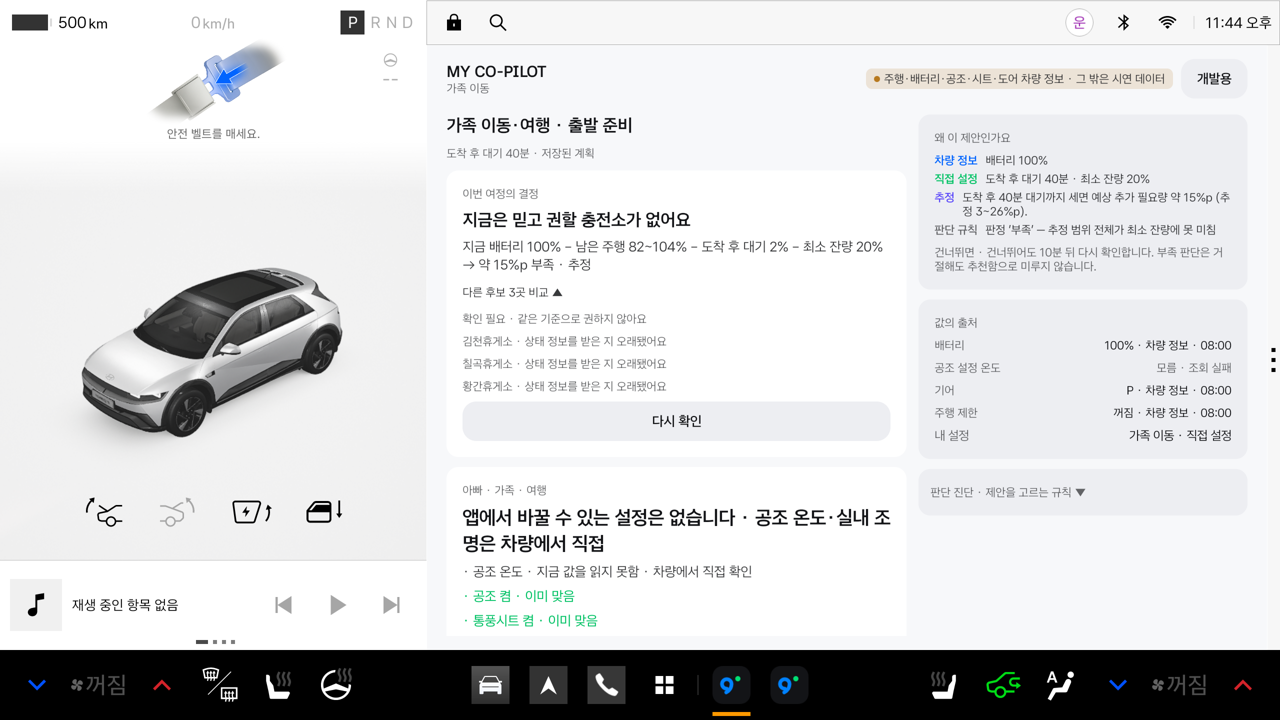 500 km
0 km/h
P R N D
11:44 오후
운
안전 벨트를 매세요.
--
재생 중인 항목 없음
MY CO-PILOT
가족 이동
주행·배터리·공조·시트·도어 차량 정보 · 그 밖은 시연 데이터
개발용
가족 이동·여행 · 출발 준비
도착 후 대기 40분 · 저장된 계획
이번 여정의 결정
지금은 믿고 권할 충전소가 없어요
지금 배터리 100% – 남은 주행 82~104% – 도착 후 대기 2% – 최소 잔량 20%
→ 약 15%p 부족 · 추정
다른 후보 3곳 비교 ▲
확인 필요 · 같은 기준으로 권하지 않아요
김천휴게소 · 상태 정보를 받은 지 오래됐어요
칠곡휴게소 · 상태 정보를 받은 지 오래됐어요
황간휴게소 · 상태 정보를 받은 지 오래됐어요
다시 확인
아빠 · 가족 · 여행
앱에서 바꿀 수 있는 설정은 없습니다 · 공조 온도·실내 조
명은 차량에서 직접
· 공조 온도 · 지금 값을 읽지 못함 · 차량에서 직접 확인
· 공조 켬 · 이미 맞음
· 통풍시트 켬 · 이미 맞음
왜 이 제안인가요
차량 정보 배터리 100%
직접 설정 도착 후 대기 40분 · 최소 잔량 20%
추정 도착 후 40분 대기까지 세면 예상 추가 필요량 약 15%p (추
정 3~26%p).
판단 규칙 판정 ‘부족’ — 추정 범위 전체가 최소 잔량에 못 미침
건너뛰면 · 건너뛰어도 10분 뒤 다시 확인합니다. 부족 판단은 거
절해도 추천함으로 미루지 않습니다.
값의 출처
배터리 100% · 차량 정보 · 08:00
공조 설정 온도 모름 · 조회 실패
기어 P · 차량 정보 · 08:00
주행 제한 꺼짐 · 차량 정보 · 08:00
내 설정 가족 이동 · 직접 설정
판단 진단 · 제안을 고르는 규칙 ▼
꺼짐
A
꺼짐